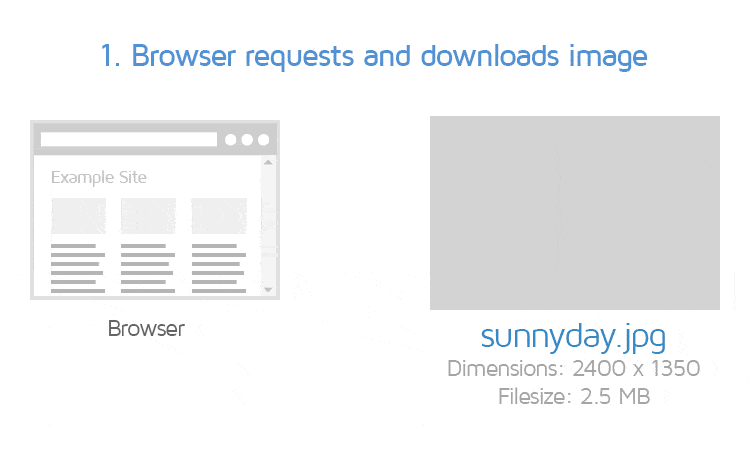 1. Browser requests and downloads image
Example Site
Browser
sunnyday.jpg
Dimensions: 2400 x 1350
Filesize: 2.5 MB